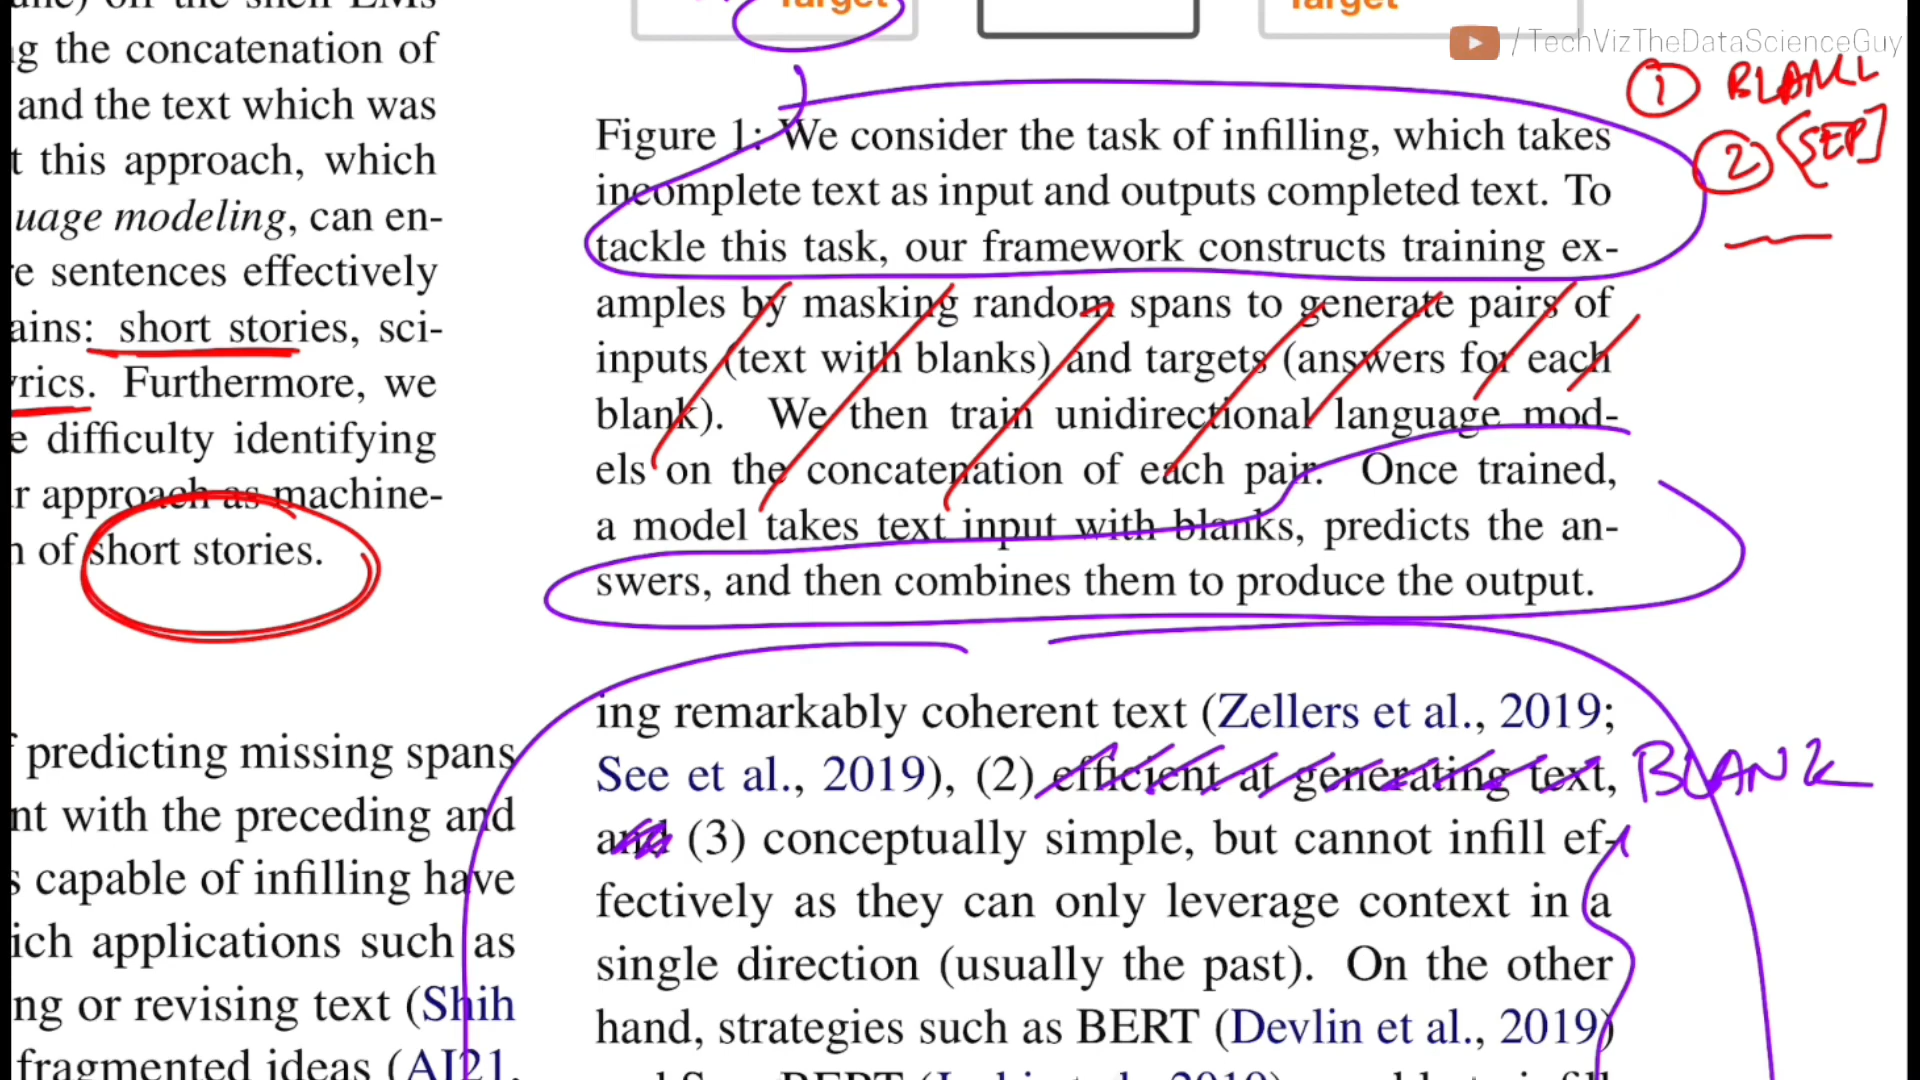 Target
Target
/ TechVizTheDataScienceGuy
① BLANK
② [SEP]
g the concatenation of
and the text which was
t this approach, which
uage modeling, can en-
e sentences effectively
ains: short stories, sci-
rics. Furthermore, we
e difficulty identifying
r approach as machine-
n of short stories.
f predicting missing spans
nt with the preceding and
s capable of infilling have
ich applications such as
ng or revising text (Shih
fragmented ideas (AI21,
Figure 1: We consider the task of infilling, which takes
incomplete text as input and outputs completed text. To
tackle this task, our framework constructs training ex-
amples by masking random spans to generate pairs of
inputs (text with blanks) and targets (answers for each
blank). We then train unidirectional language mod-
els on the concatenation of each pair. Once trained,
a model takes text input with blanks, predicts the an-
swers, and then combines them to produce the output.
ing remarkably coherent text (Zellers et al., 2019;
See et al., 2019), (2) efficient at generating text,
and (3) conceptually simple, but cannot infill ef-
fectively as they can only leverage context in a
single direction (usually the past). On the other
hand, strategies such as BERT (Devlin et al., 2019)
BLANK